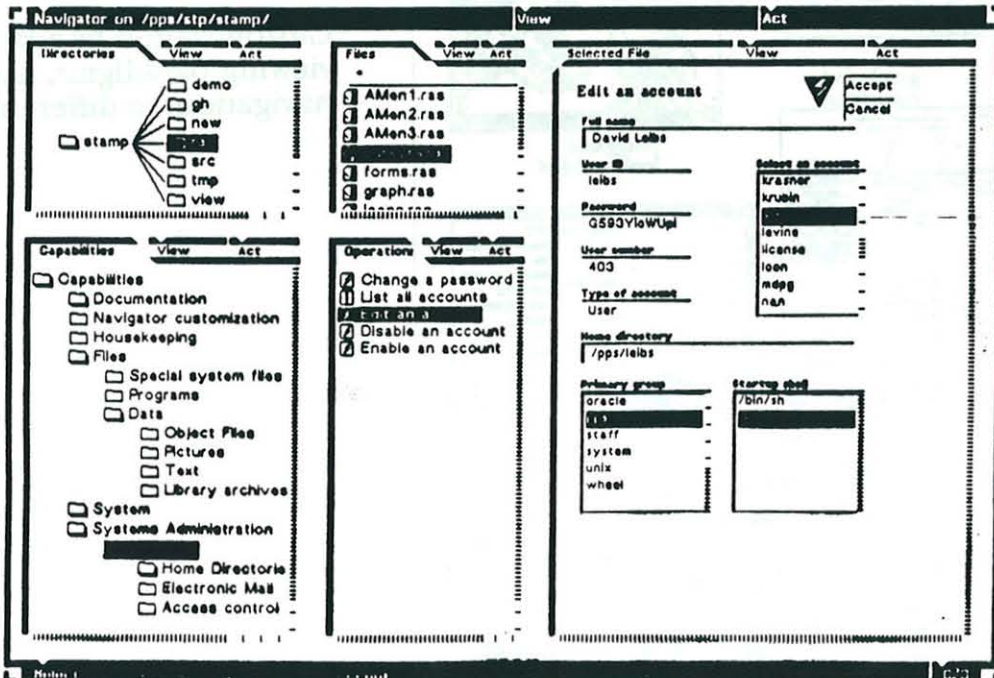 Navigator on /pps/stp/stamp/ View Act
Directories View Act
demo
gh
new
stamp
src
tmp
view
Files View Act
AMen1.ras
AMen2.ras
AMen3.ras
forms.ras
graph.ras
Selected File View Act
Edit an account
Accept
Cancel
Full name
David Leibs
User ID
leibs
Password
User number
403
Type of account
User
Home directory
/pps/leibs
Select an account
krasner
krubin
levine
license
loen
mdpg
nan
Primary group
oracle
staff
system
unix
wheel
Startup shell
/bin/sh
Capabilities View Act
Capabilities
Documentation
Navigator customization
Housekeeping
Files
Special system files
Programs
Data
Object Files
Pictures
Text
Library archives
System
Systems Administration
Home Directorie
Electronic Mail
Access control
Operation View Act
Change a password
List all accounts
Edit an a
Disable an account
Enable an account